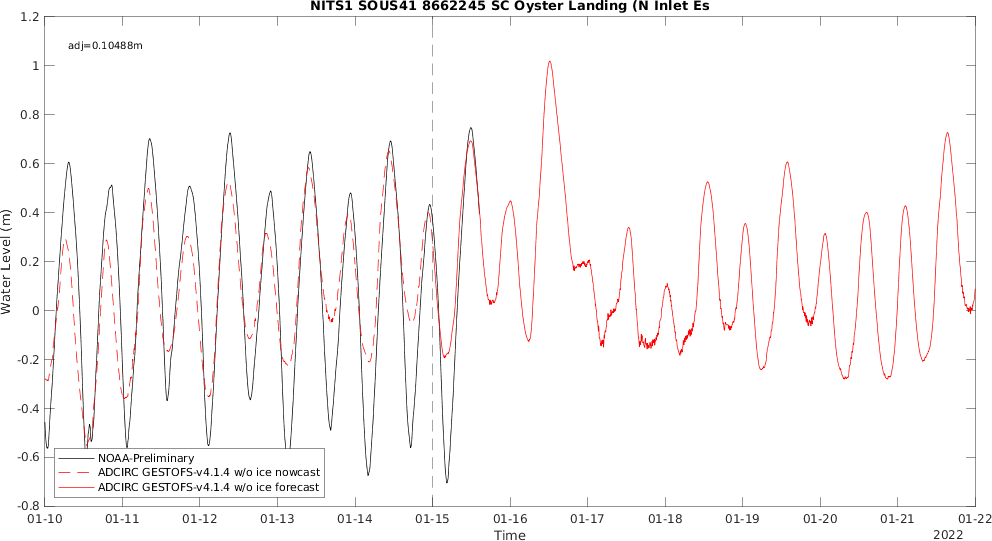 NITS1 SOUS41 8662245 SC Oyster Landing (N Inlet Es
adj=0.10488m
Water Level (m)
1.2
1
0.8
0.6
0.4
0.2
0
-0.2
-0.4
-0.6
-0.8
NOAA-Preliminary
ADCIRC GESTOFS-v4.1.4 w/o ice nowcast
ADCIRC GESTOFS-v4.1.4 w/o ice forecast
01-10 01-11 01-12 01-13 01-14 01-15 01-16 01-17 01-18 01-19 01-20 01-21 01-22
Time
2022